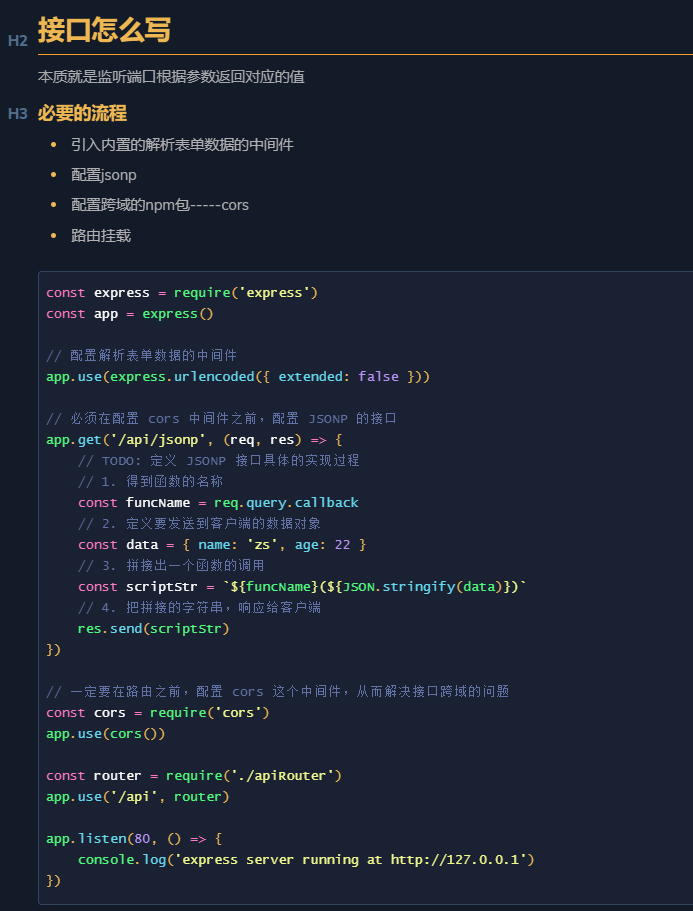 H2 接口怎么写
本质就是监听端口根据参数返回对应的值
H3 必要的流程
• 引入内置的解析表单数据的中间件
• 配置jsonp
• 配置跨域的npm包-----cors
• 路由挂载
const express = require('express')
const app = express()
// 配置解析表单数据的中间件
app.use(express.urlencoded({ extended: false }))
// 必须在配置 cors 中间件之前，配置 JSONP 的接口
app.get('/api/jsonp', (req, res) => {
    // TODO: 定义 JSONP 接口具体的实现过程
    // 1. 得到函数的名称
    const funcName = req.query.callback
    // 2. 定义要发送到客户端的数据对象
    const data = { name: 'zs', age: 22 }
    // 3. 拼接出一个函数的调用
    const scriptStr = `${funcName}(${JSON.stringify(data)})`
    // 4. 把拼接的字符串，响应给客户端
    res.send(scriptStr)
})
// 一定要在路由之前，配置 cors 这个中间件，从而解决接口跨域的问题
const cors = require('cors')
app.use(cors())
const router = require('./apiRouter')
app.use('/api', router)
app.listen(80, () => {
    console.log('express server running at http://127.0.0.1')
})